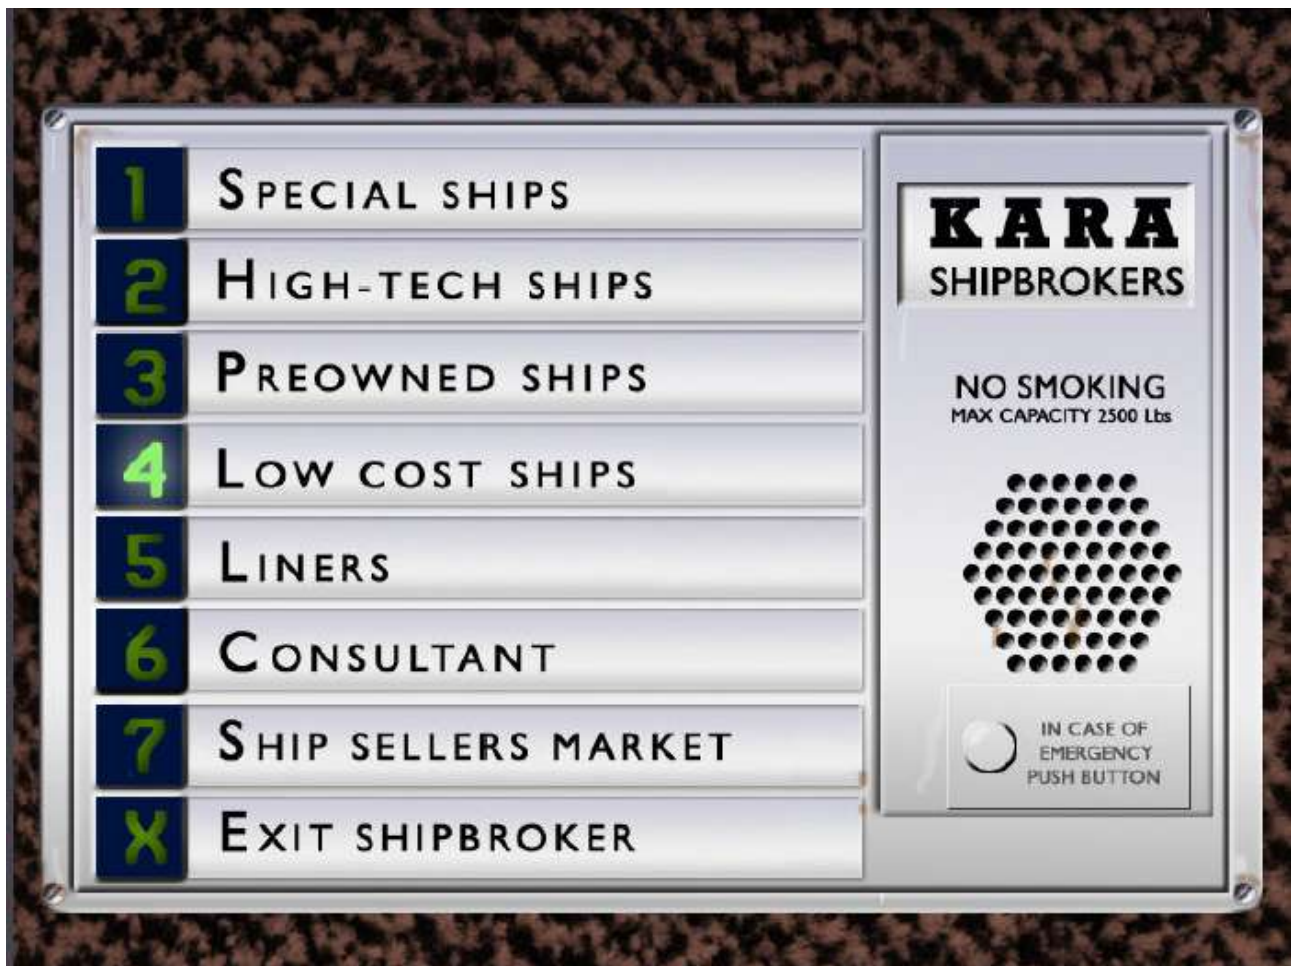 1 SPECIAL SHIPS
2 HIGH-TECH SHIPS
3 PREOWNED SHIPS
4 LOW COST SHIPS
5 LINERS
6 CONSULTANT
7 SHIP SELLERS MARKET
X EXIT SHIPBROKER
KARA
SHIPBROKERS
NO SMOKING
MAX CAPACITY 2500 Lbs
IN CASE OF
EMERGENCY
PUSH BUTTON